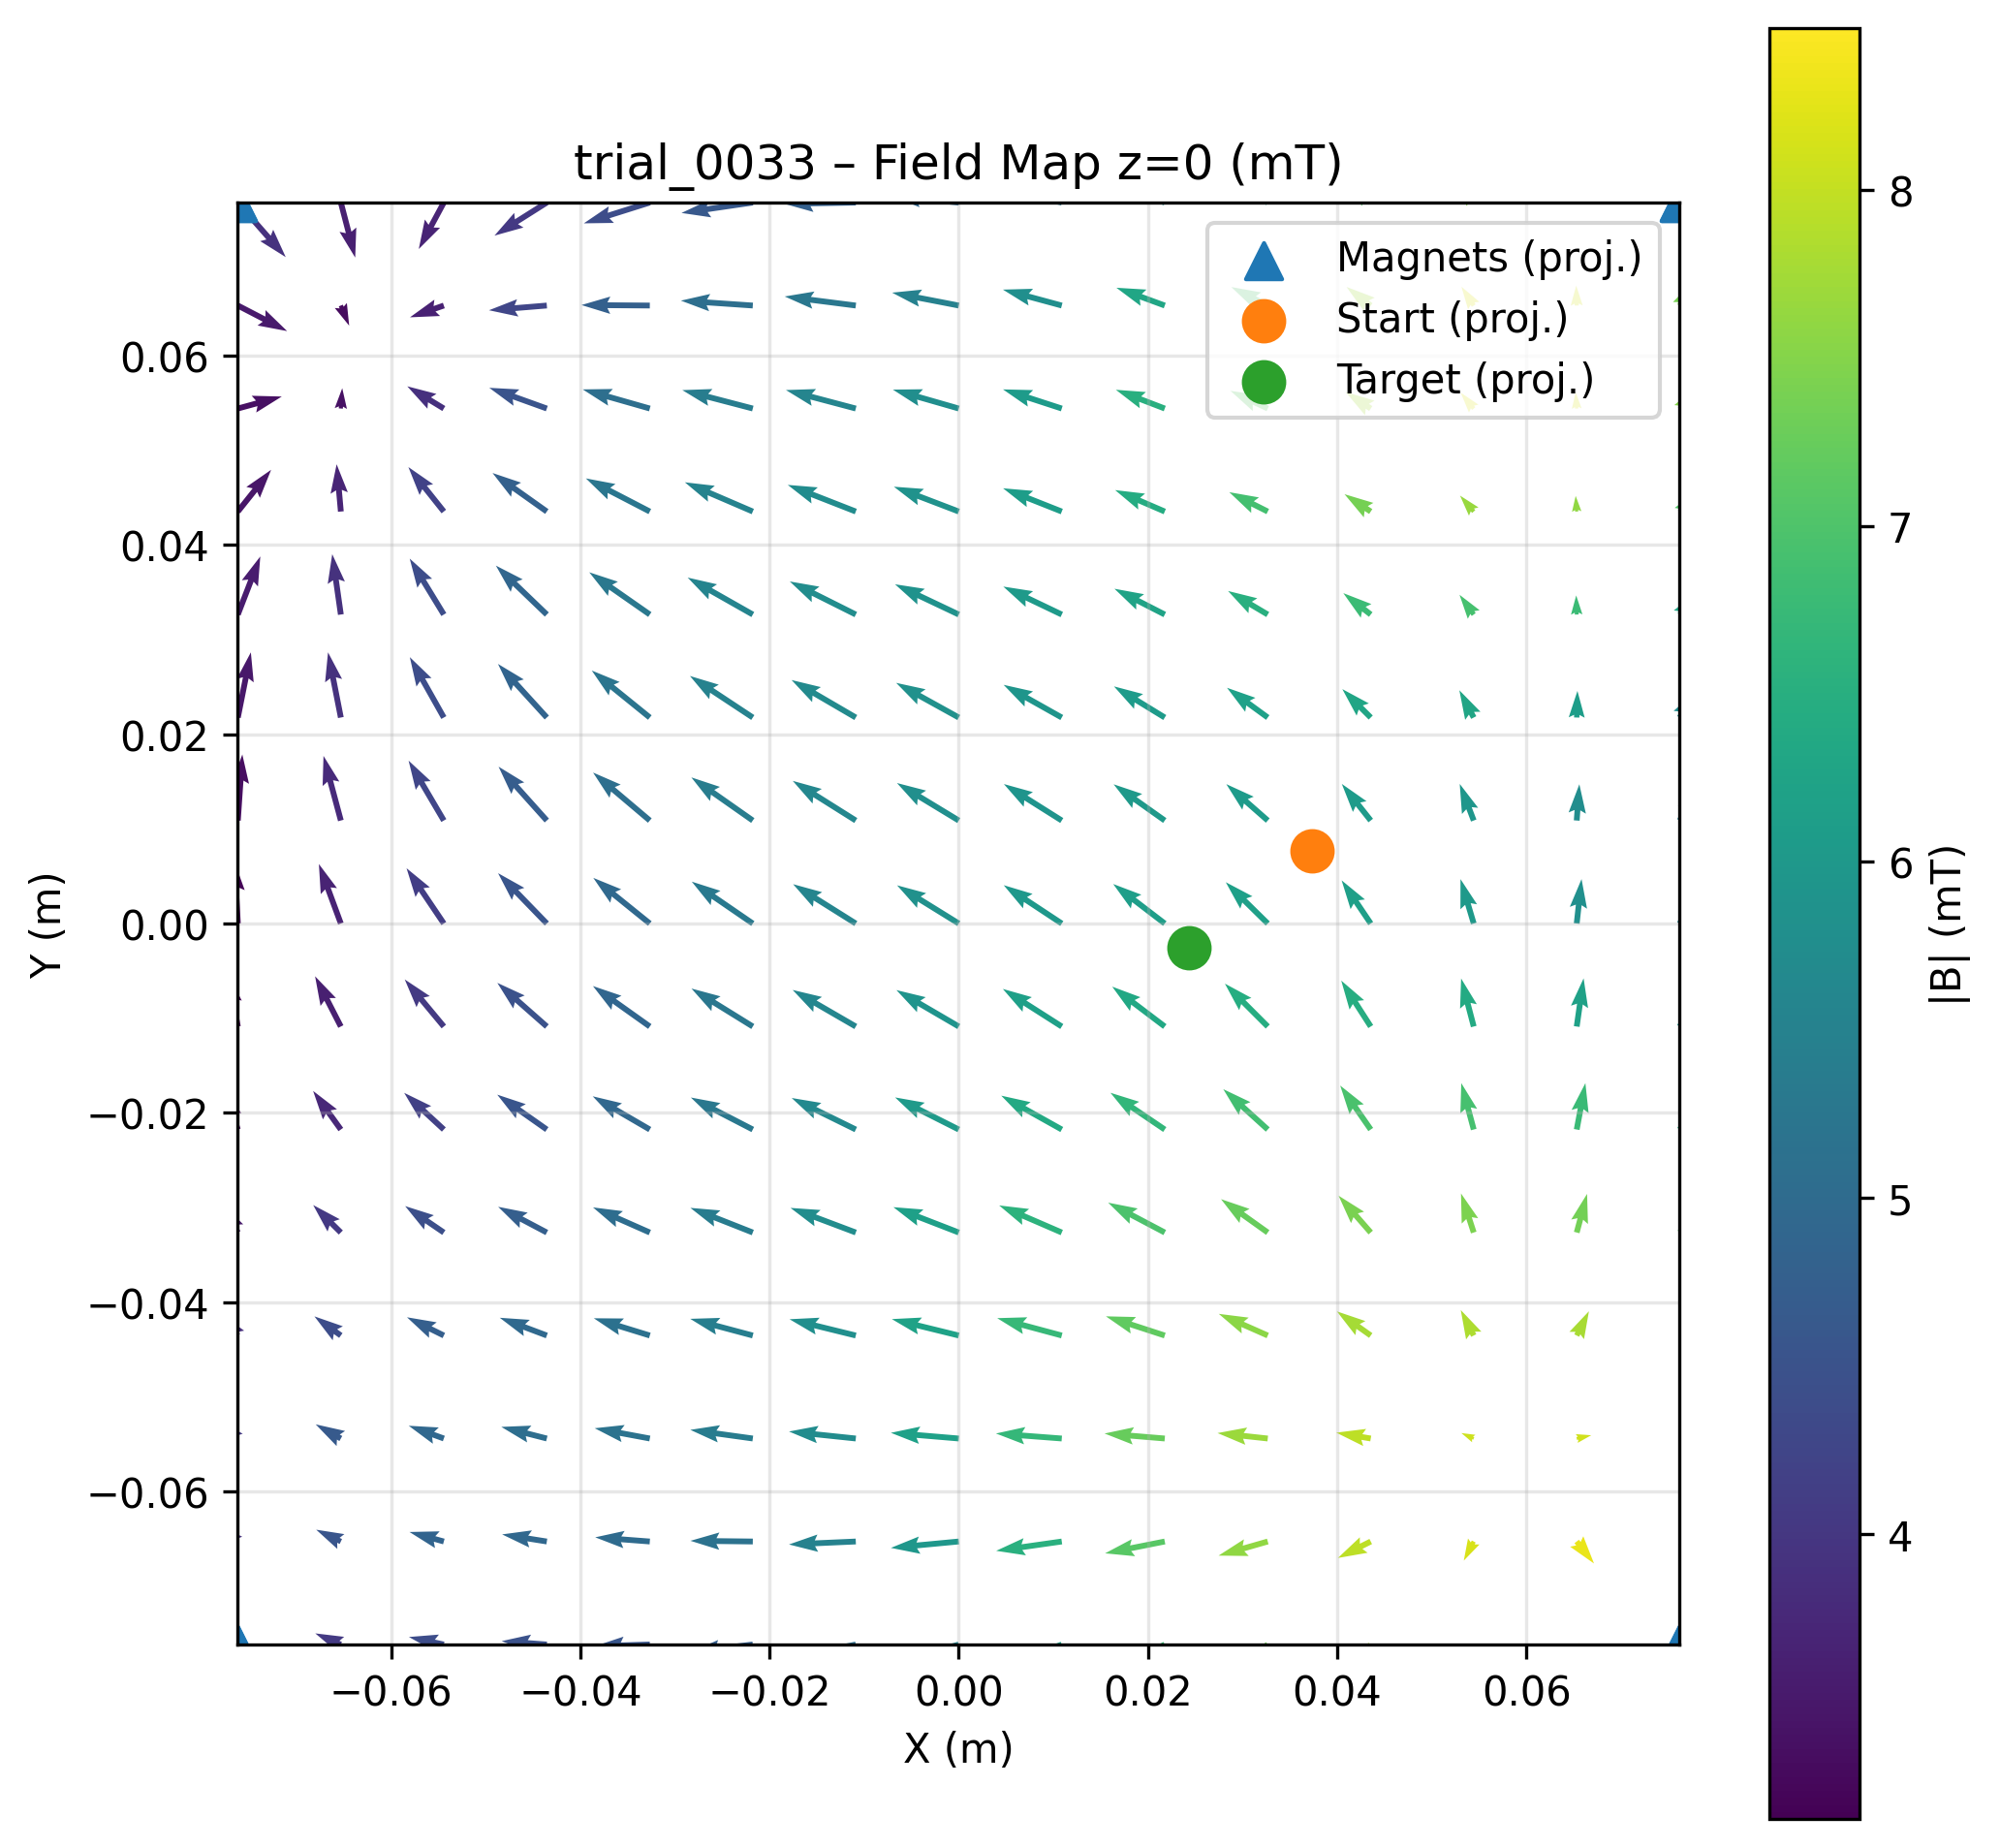 trial_0033 – Field Map z=0 (mT)
Magnets (proj.)
Start (proj.)
Target (proj.)
0.06
0.04
0.02
0.00
−0.02
−0.04
−0.06
Y (m)
−0.06
−0.04
−0.02
0.00
0.02
0.04
0.06
X (m)
8
7
6
5
4
|B| (mT)